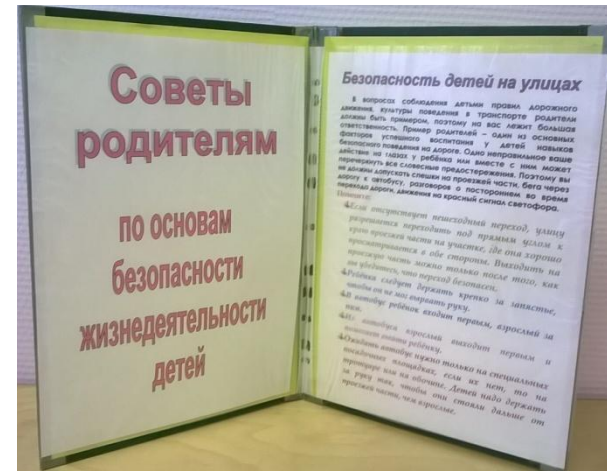 Советы
родителям
по основам
безопасности
жизнедеятельности
детей
Безопасность детей на улицах
В вопросах соблюдения детьми правил дорожного
движения, культуры поведения в транспорте родители
должны быть примером, поэтому на вас лежит большая
ответственность. Пример родителей – один из основных
факторов успешного воспитания у детей навыков
безопасного поведения на дороге. Одно неправильное ваше
действие на глазах у ребёнка или вместе с ним может
перечеркнуть все словесные предостережения. Поэтому вы
не должны допускать спешки на проезжей части, бега через
дорогу к автобусу, разговоров о постороннем во время
перехода дороги, движения на красный сигнал светофора.
Помните:
Если отсутствует пешеходный переход, улицу
разрешается переходить под прямым углом к
краю проезжей части на участке, где она хорошо
просматривается в обе стороны. Выходить на
проезжую часть можно только после того, как
вы убедитесь, что переход безопасен.
Ребёнка следует держать крепко за запястье,
чтобы он не мог вырвать руку.
В автобус ребёнок входит первым, взрослый за
ним.
Из автобуса взрослый выходит первым и
помогает сойти ребёнку.
Ожидать автобус нужно только на специальных
посадочных площадках, если их нет, то на
тротуаре или на обочине. Детей надо держать
за руку так, чтобы они стояли дальше от
проезжей части, чем взрослые.